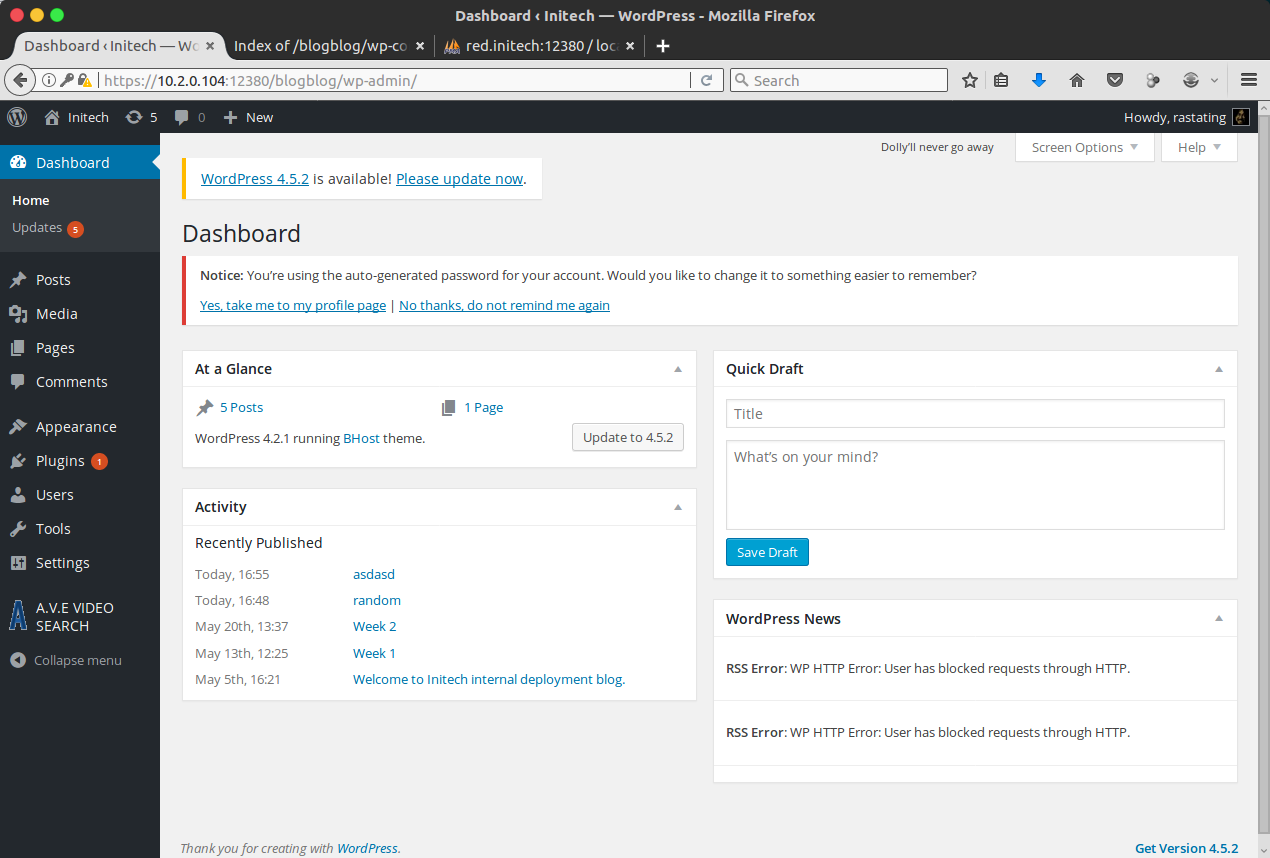 Dashboard ‹ Initech — WordPress - Mozilla Firefox
Dashboard ‹ Initech — Wo × Index of /blogblog/wp-co × red.initech:12380 / loca × +
https://10.2.0.104:12380/blogblog/wp-admin/ Search
Initech 5 0 + New Howdy, rastating
Dolly'll never go away Screen Options ▼ Help ▼
Dashboard
Home
Updates 5
Posts
Media
Pages
Comments
Appearance
Plugins 1
Users
Tools
Settings
A.V.E VIDEO
SEARCH
Collapse menu
WordPress 4.5.2 is available! Please update now.
Dashboard
Notice: You’re using the auto-generated password for your account. Would you like to change it to something easier to remember?
Yes, take me to my profile page | No thanks, do not remind me again
At a Glance
5 Posts 1 Page
WordPress 4.2.1 running BHost theme. Update to 4.5.2
Activity
Recently Published
Today, 16:55 asdasd
Today, 16:48 random
May 20th, 13:37 Week 2
May 13th, 12:25 Week 1
May 5th, 16:21 Welcome to Initech internal deployment blog.
Quick Draft
Title
What’s on your mind?
Save Draft
WordPress News
RSS Error: WP HTTP Error: User has blocked requests through HTTP.
RSS Error: WP HTTP Error: User has blocked requests through HTTP.
Thank you for creating with WordPress. Get Version 4.5.2